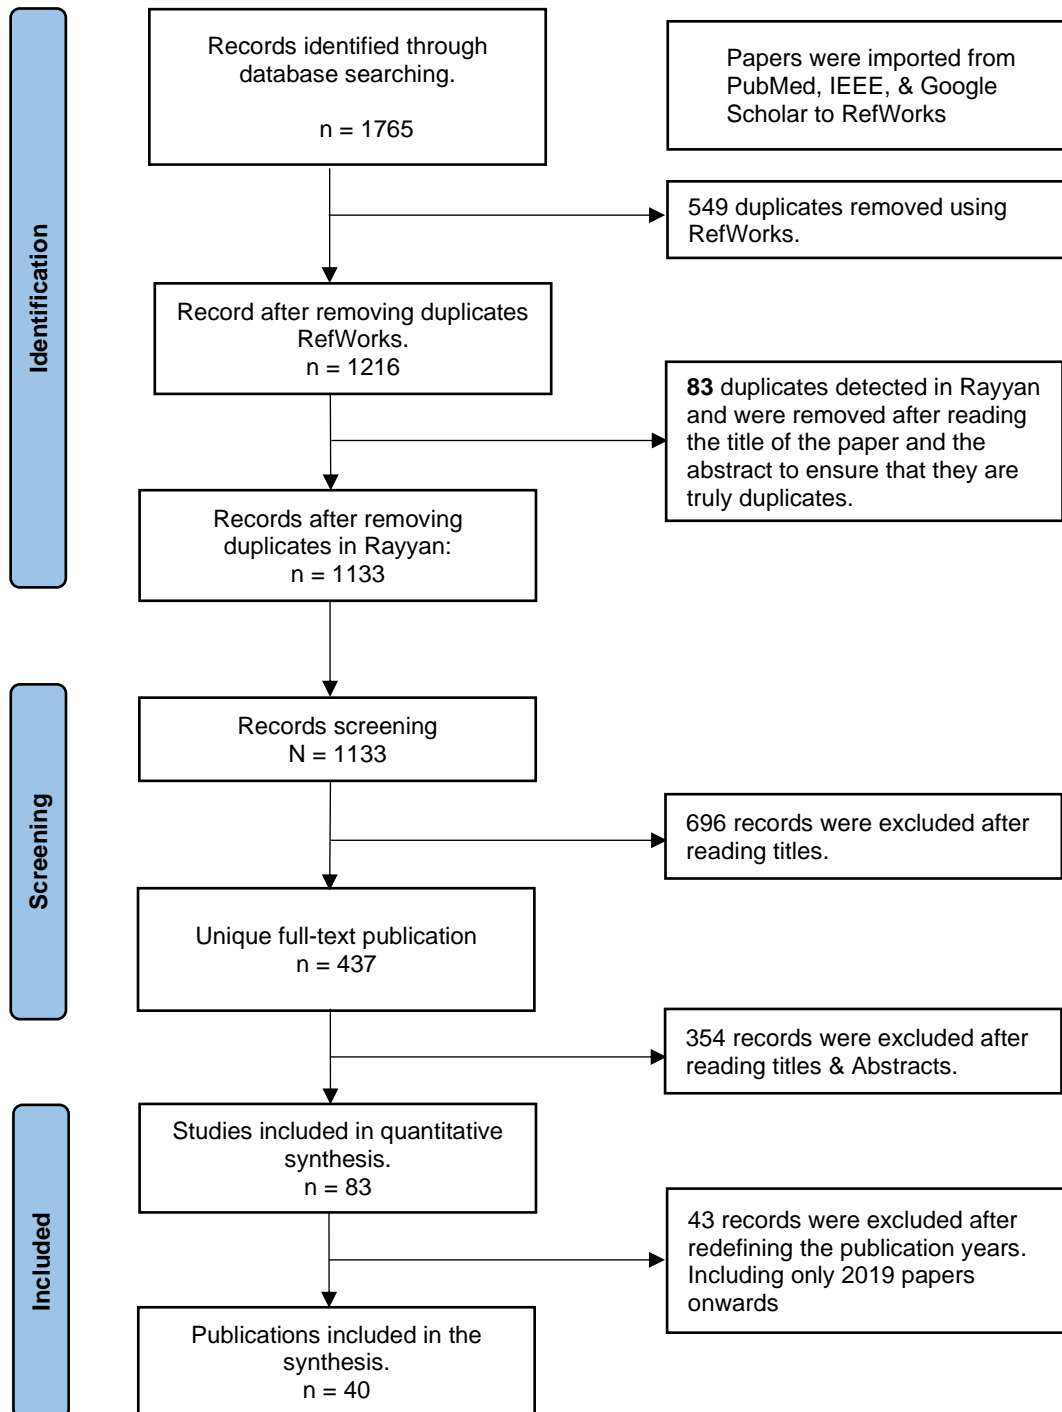 Identification
Records identified through
database searching.
n = 1765
Papers were imported from
PubMed, IEEE, & Google
Scholar to RefWorks
549 duplicates removed using
RefWorks.
Record after removing duplicates
RefWorks.
n = 1216
83 duplicates detected in Rayyan
and were removed after reading
the title of the paper and the
abstract to ensure that they are
truly duplicates.
Records after removing
duplicates in Rayyan:
n = 1133
Screening
Records screening
N = 1133
696 records were excluded after
reading titles.
Unique full-text publication
n = 437
354 records were excluded after
reading titles & Abstracts.
Included
Studies included in quantitative
synthesis.
n = 83
43 records were excluded after
redefining the publication years.
Including only 2019 papers
onwards
Publications included in the
synthesis.
n = 40